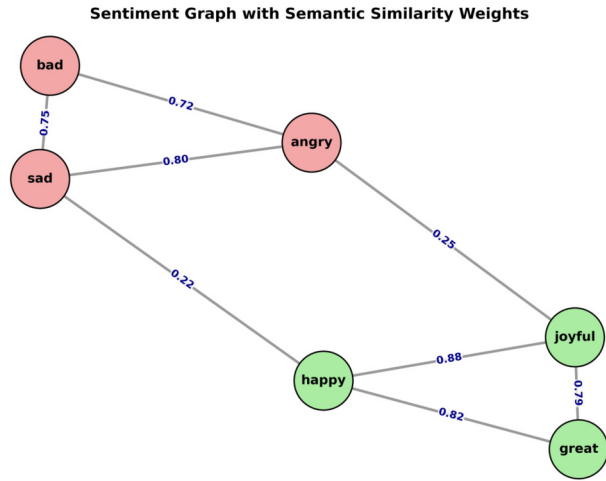 Sentiment Graph with Semantic Similarity Weights
bad
0.72
0.75
angry
0.80
sad
0.25
0.22
joyful
0.88
happy
0.79
0.82
great